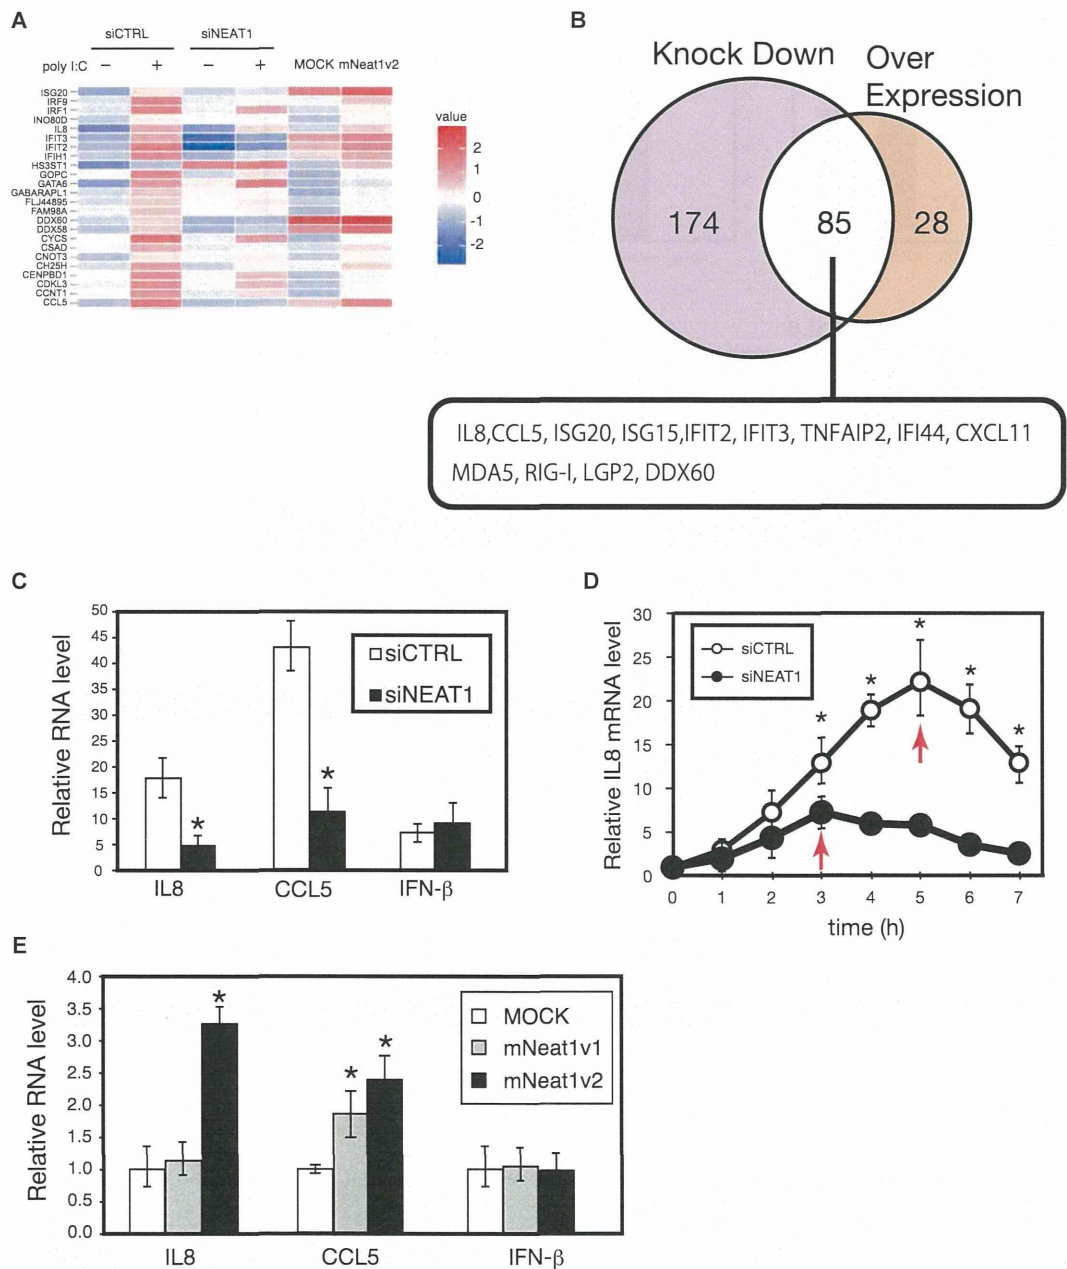 A
siCTRL siNEAT1
poly I:C − + − + MOCK mNeat1v2
ISG20
IRF9
IRF1
INO80D
IL8
IFIT3
IFIT2
IFIH1
HS3ST1
GOPC
GATA6
GABARAPL1
FLJ44895
FAM98A
DDX60
DDX58
CYCS
CSAD
CNOT3
CH25H
CENPBD1
CDKL3
CCNT1
CCL5
value
2
1
0
-1
-2
B
Knock Down
Over
Expression
174 85 28
IL8,CCL5, ISG20, ISG15,IFIT2, IFIT3, TNFAIP2, IFI44, CXCL11
MDA5, RIG-I, LGP2, DDX60
C
Relative RNA level
50
45
40
35
30
25
20
15
10
5
0
siCTRL
siNEAT1
*
*
IL8 CCL5 IFN-β
D
Relative IL8 mRNA level
30
25
20
15
10
5
0
siCTRL
siNEAT1
* * * * *
0 1 2 3 4 5 6 7
time (h)
E
Relative RNA level
4.0
3.5
3.0
2.5
2.0
1.5
1.0
0.5
0.0
MOCK
mNeat1v1
mNeat1v2
*
* *
IL8 CCL5 IFN-β